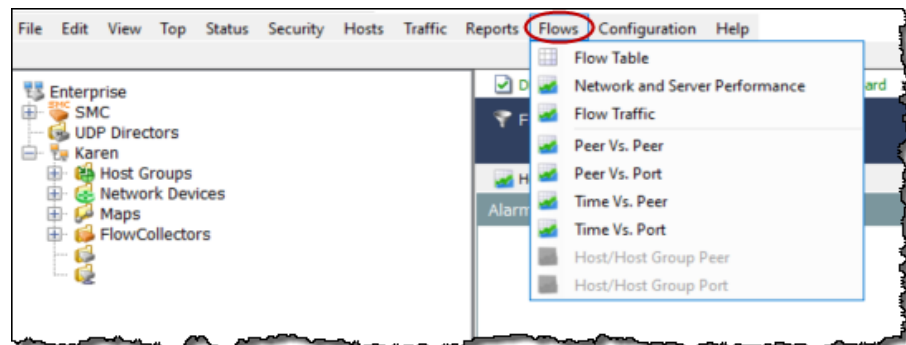 File Edit View Top Status Security Hosts Traffic Reports Flows Configuration Help
Flow Table
Network and Server Performance
Flow Traffic
Peer Vs. Peer
Peer Vs. Port
Time Vs. Peer
Time Vs. Port
Host/Host Group Peer
Host/Host Group Port
Enterprise
SMC
SMC
UDP Directors
Karen
Host Groups
Network Devices
Maps
FlowCollectors
D
ard
F
H
Alarm